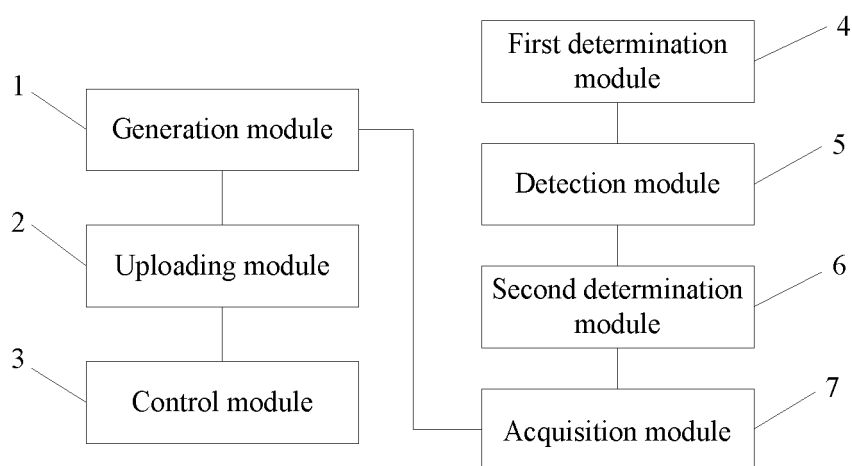 1
Generation module
2
Uploading module
3
Control module
4
First determination
module
5
Detection module
6
Second determination
module
7
Acquisition module